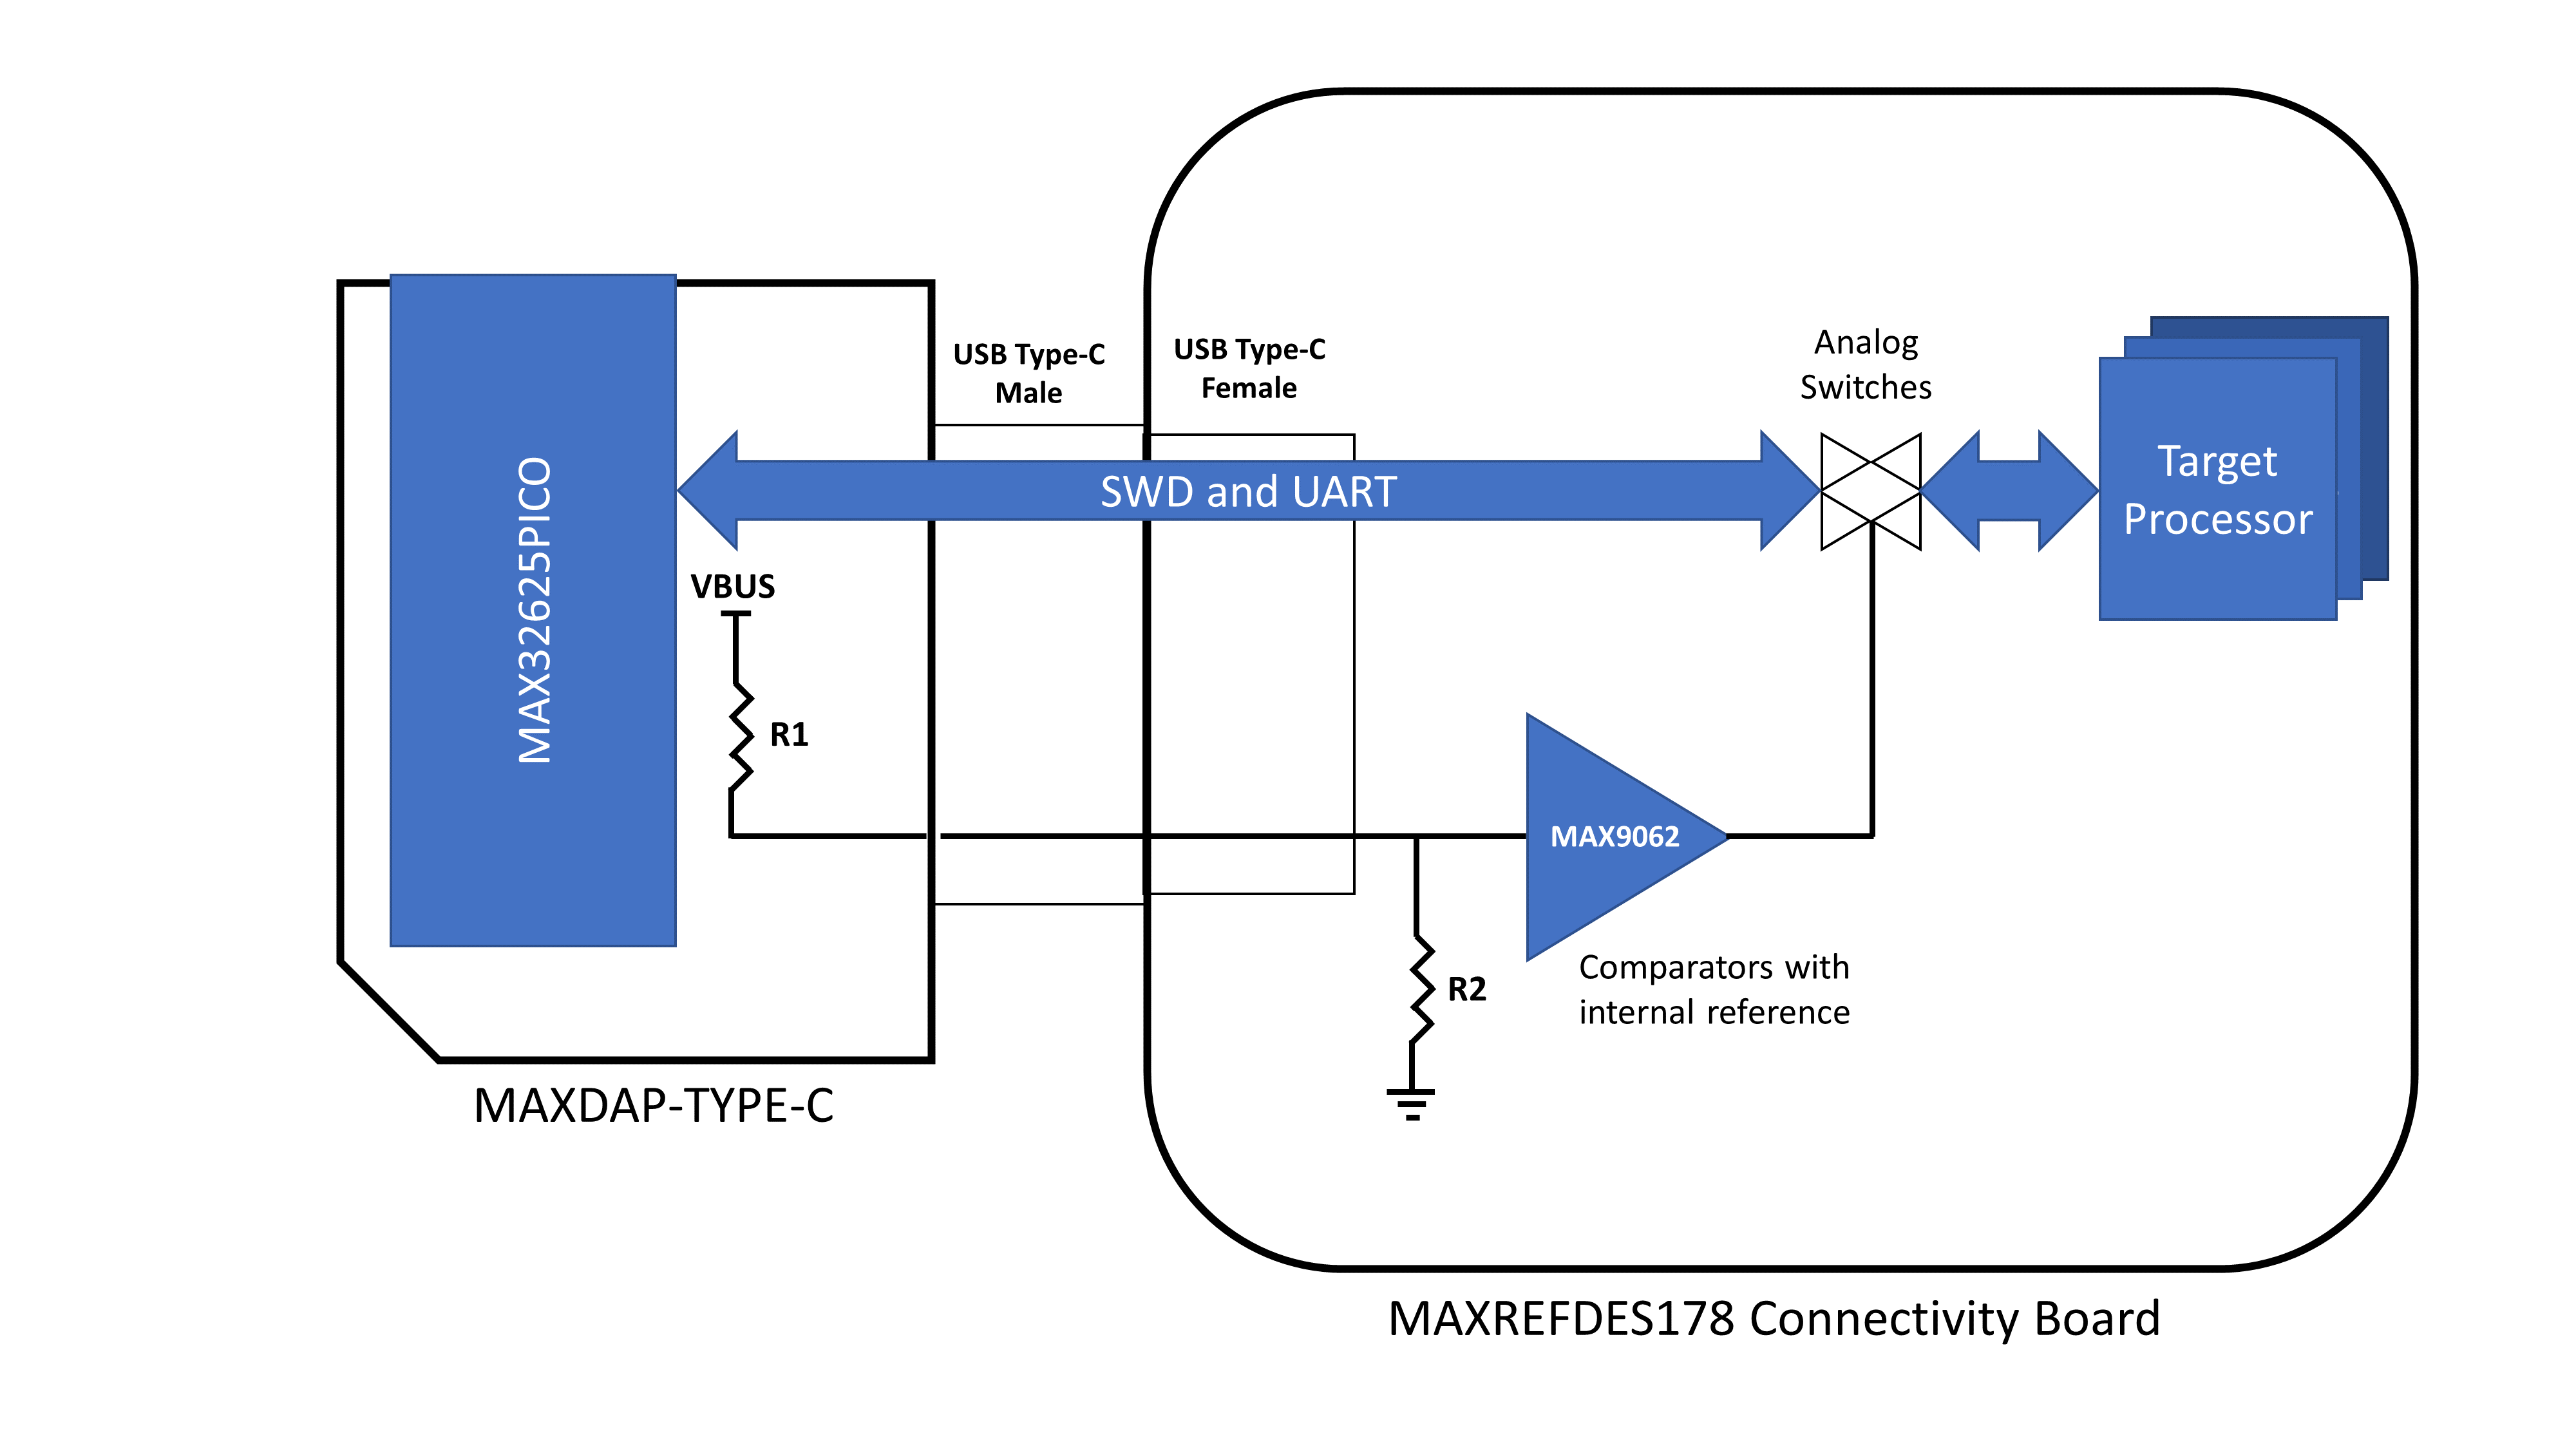 USB Type-C
Male
USB Type-C
Female
Analog
Switches
MAX32625PICO
SWD and UART
Target
Processor
VBUS
R1
MAX9062
R2
Comparators with
internal reference
MAXDAP-TYPE-C
MAXREFDES178 Connectivity Board